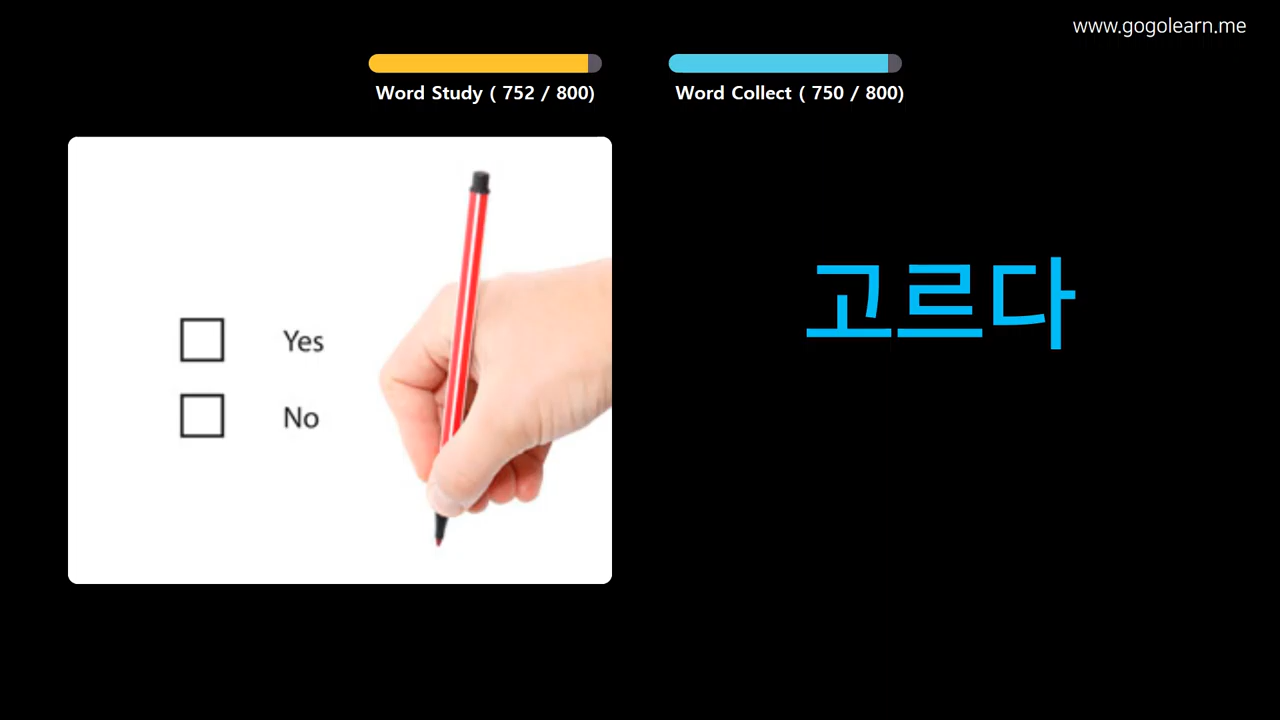 www.gogolearn.me
Word Study ( 752 / 800)
Word Collect ( 750 / 800)
Yes
No
고르다